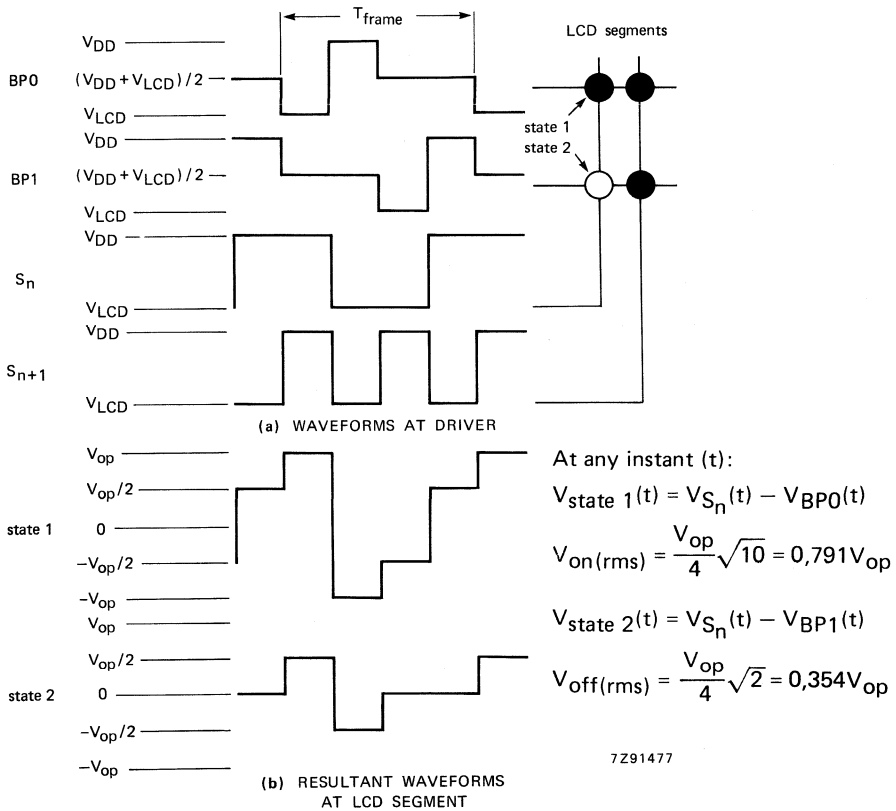 T_frame
LCD segments
BP0
V_DD
(V_DD + V_LCD)/2
V_LCD
state 1
state 2
BP1
V_DD
(V_DD + V_LCD)/2
V_LCD
S_n
V_DD
V_LCD
S_n+1
V_DD
V_LCD
(a) WAVEFORMS AT DRIVER
state 1
V_op
V_op/2
0
−V_op/2
−V_op
state 2
V_op
V_op/2
0
−V_op/2
−V_op
At any instant (t):
V_state 1(t) = V_S_n(t) − V_BP0(t)
V_on(rms) = V_op/4 √10 = 0,791V_op
V_state 2(t) = V_S_n(t) − V_BP1(t)
V_off(rms) = V_op/4 √2 = 0,354V_op
7Z91477
(b) RESULTANT WAVEFORMS
AT LCD SEGMENT